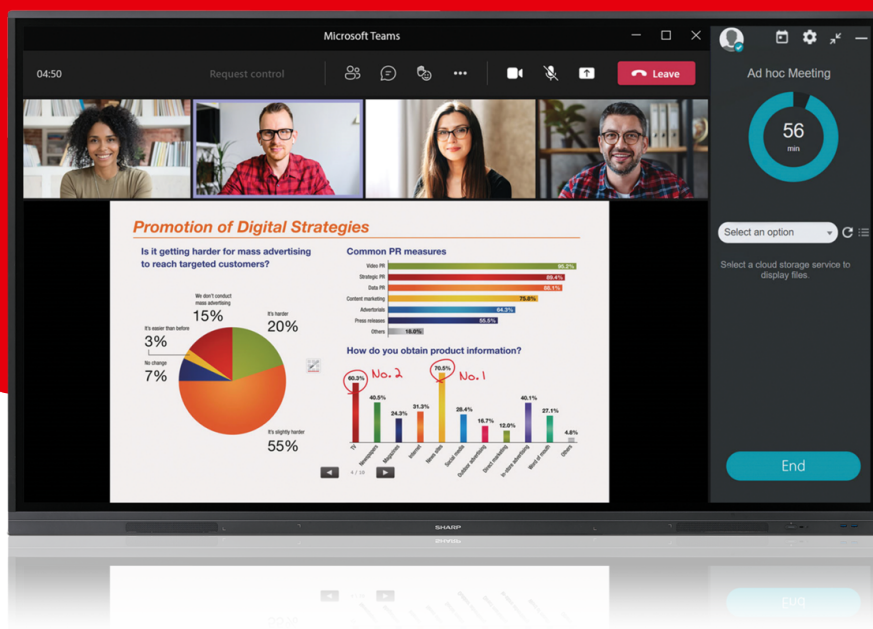 Microsoft Teams
04:50
Request control
Leave
Ad hoc Meeting
56
min
Select an option
Select a cloud storage service to
display files.
End
Promotion of Digital Strategies
Is it getting harder for mass advertising
to reach targeted customers?
We don't conduct
mass advertising
15%
It's harder
20%
It's easier than before
3%
No change
7%
It's slightly harder
55%
Common PR measures
Video PR
Strategic PR
89.4%
Data PR
88.1%
Content marketing
75.8%
Advertorials
64.3%
Press releases
Others
How do you obtain product information?
60.3%
No. 2
40.5%
24.3%
31.3%
70.5%
No. 1
28.4%
16.7%
12.0%
40.1%
27.1%
4.8%
TV
Newspapers
Magazines
Internet
News sites
Social media
Outdoor advertising
Direct marketing
In-store advertising
Word of mouth
Others
4 / 19
SHARP